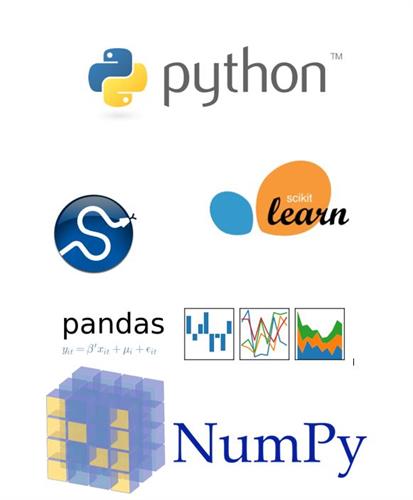 python™
scikit
learn
pandas
yit = β′xit + μi + ϵit
NumPy